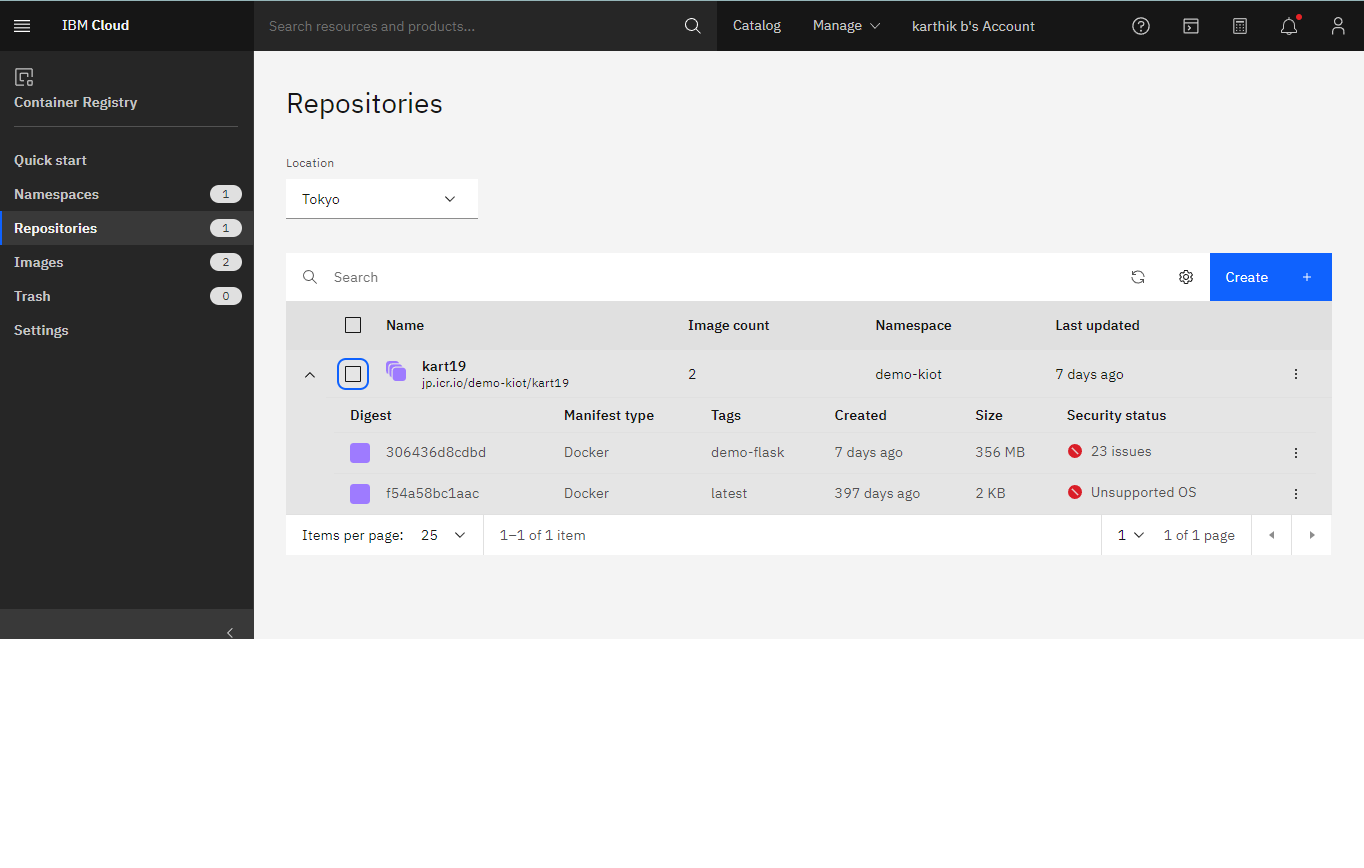 IBM Cloud
Search resources and products...
Catalog
Manage
karthik b's Account
Container Registry
Quick start
Namespaces 1
Repositories 1
Images 2
Trash 0
Settings
Repositories
Location
Tokyo
Search
Create +
Name Image count Namespace Last updated
kart19
jp.icr.io/demo-kiot/kart19
2 demo-kiot 7 days ago
Digest Manifest type Tags Created Size Security status
306436d8cdbd Docker demo-flask 7 days ago 356 MB 23 issues
f54a58bc1aac Docker latest 397 days ago 2 KB Unsupported OS
Items per page: 25 1–1 of 1 item 1 1 of 1 page